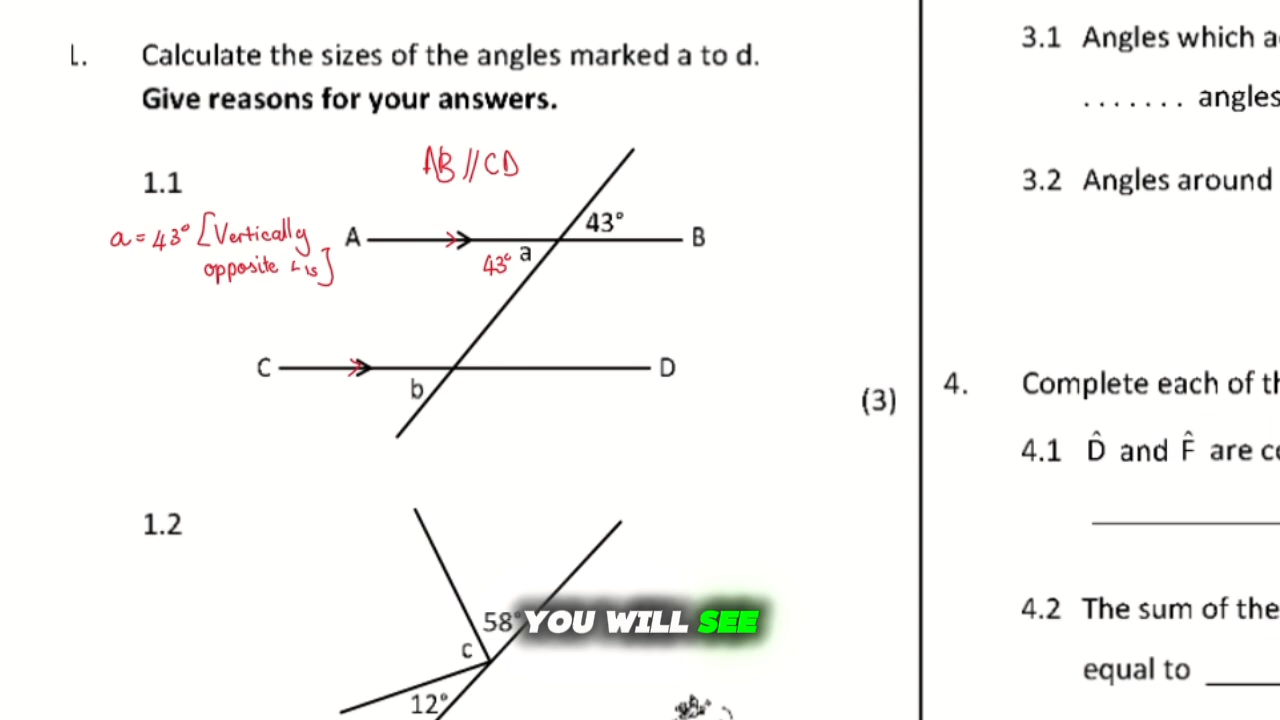 1. Calculate the sizes of the angles marked a to d.
Give reasons for your answers.
1.1
AB // CD
a = 43° [Vertically
opposite ∠'s]
A
43°
B
43° a
C
D
b
(3)
1.2
58°
YOU WILL SEE
c
12°
3.1 Angles which a
....... angles
3.2 Angles around
4. Complete each of th
4.1 D̂ and F̂ are co
4.2 The sum of the
equal to